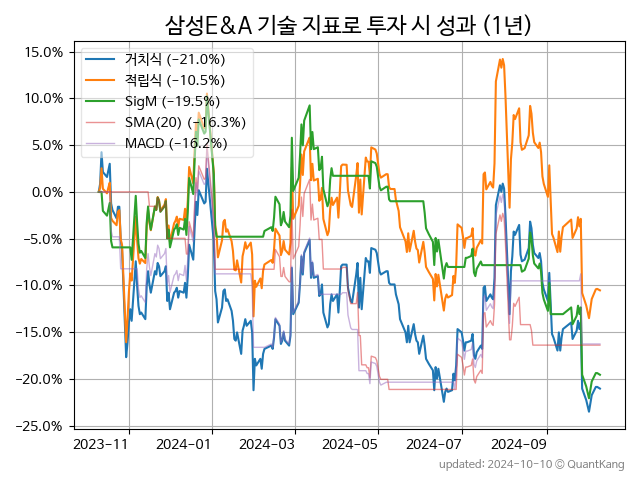 삼성E&A 기술 지표로 투자 시 성과 (1년)
15.0%
10.0%
5.0%
0.0%
−5.0%
−10.0%
−15.0%
−20.0%
−25.0%
거치식 (−21.0%)
적립식 (−10.5%)
SigM (−19.5%)
SMA(20) (−16.3%)
MACD (−16.2%)
2023-11 2024-01 2024-03 2024-05 2024-07 2024-09
updated: 2024-10-10 © QuantKang